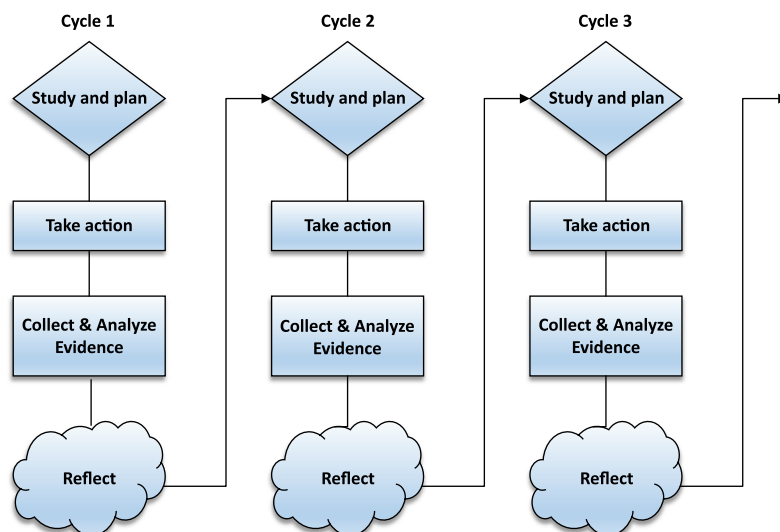 Cycle 1
Study and plan
Take action
Collect & Analyze
Evidence
Reflect
Cycle 2
Study and plan
Take action
Collect & Analyze
Evidence
Reflect
Cycle 3
Study and plan
Take action
Collect & Analyze
Evidence
Reflect